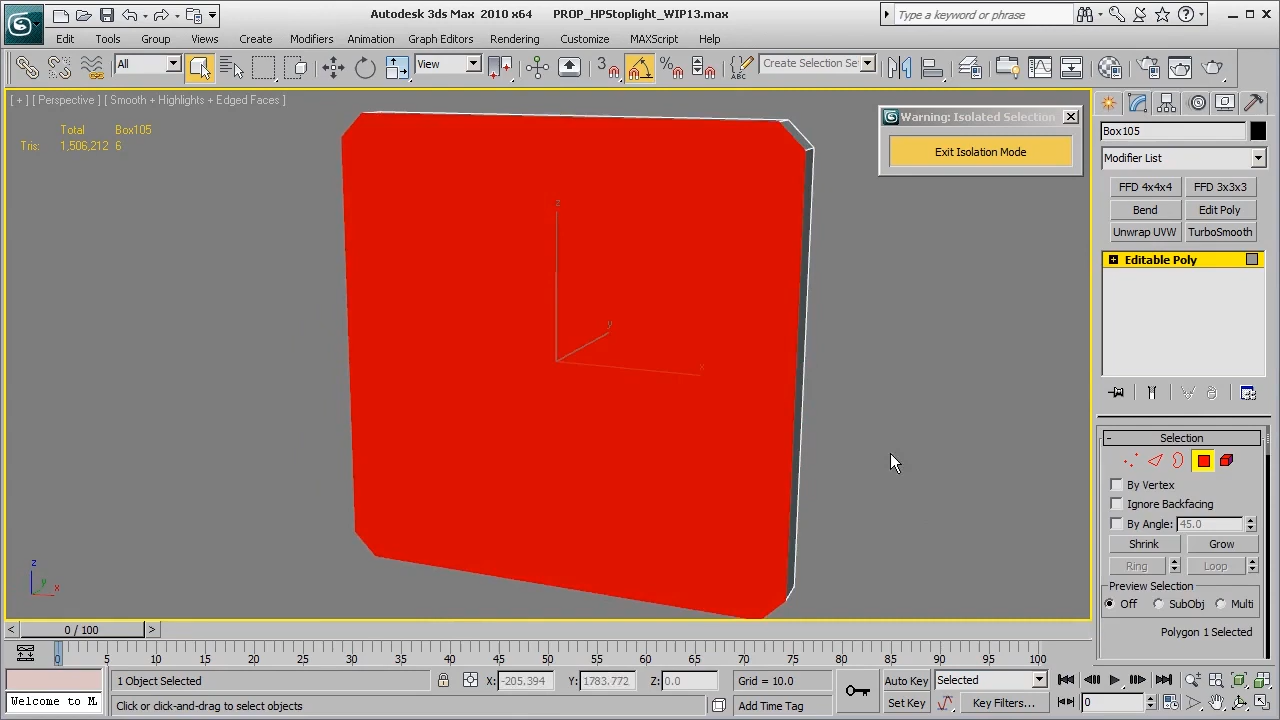 Autodesk 3ds Max 2010 x64 PROP_HPStoplight_WIP13.max
Type a keyword or phrase
Edit Tools Group Views Create Modifiers Animation Graph Editors Rendering Customize MAXScript Help
All View 3 % ABC Create Selection Se
[ + ] [ Perspective ] [ Smooth + Highlights + Edged Faces ]
Total Box105
Tris: 1,506,212 6
Warning: Isolated Selection
Exit Isolation Mode
z
y
x
z
y
x
Box105
Modifier List
FFD 4x4x4 FFD 3x3x3
Bend Edit Poly
Unwrap UVW TurboSmooth
Editable Poly
Selection
By Vertex
Ignore Backfacing
By Angle: 45.0
Shrink Grow
Ring Loop
Preview Selection
Off SubObj Multi
Polygon 1 Selected
< 0 / 100 >
0 5 10 15 20 25 30 35 40 45 50 55 60 65 70 75 80 85 90 95 100
1 Object Selected X: -205.394 Y: 1783.772 Z: 0.0 Grid = 10.0 Auto Key Selected
Welcome to M Click or click-and-drag to select objects Add Time Tag Set Key Key Filters... 0